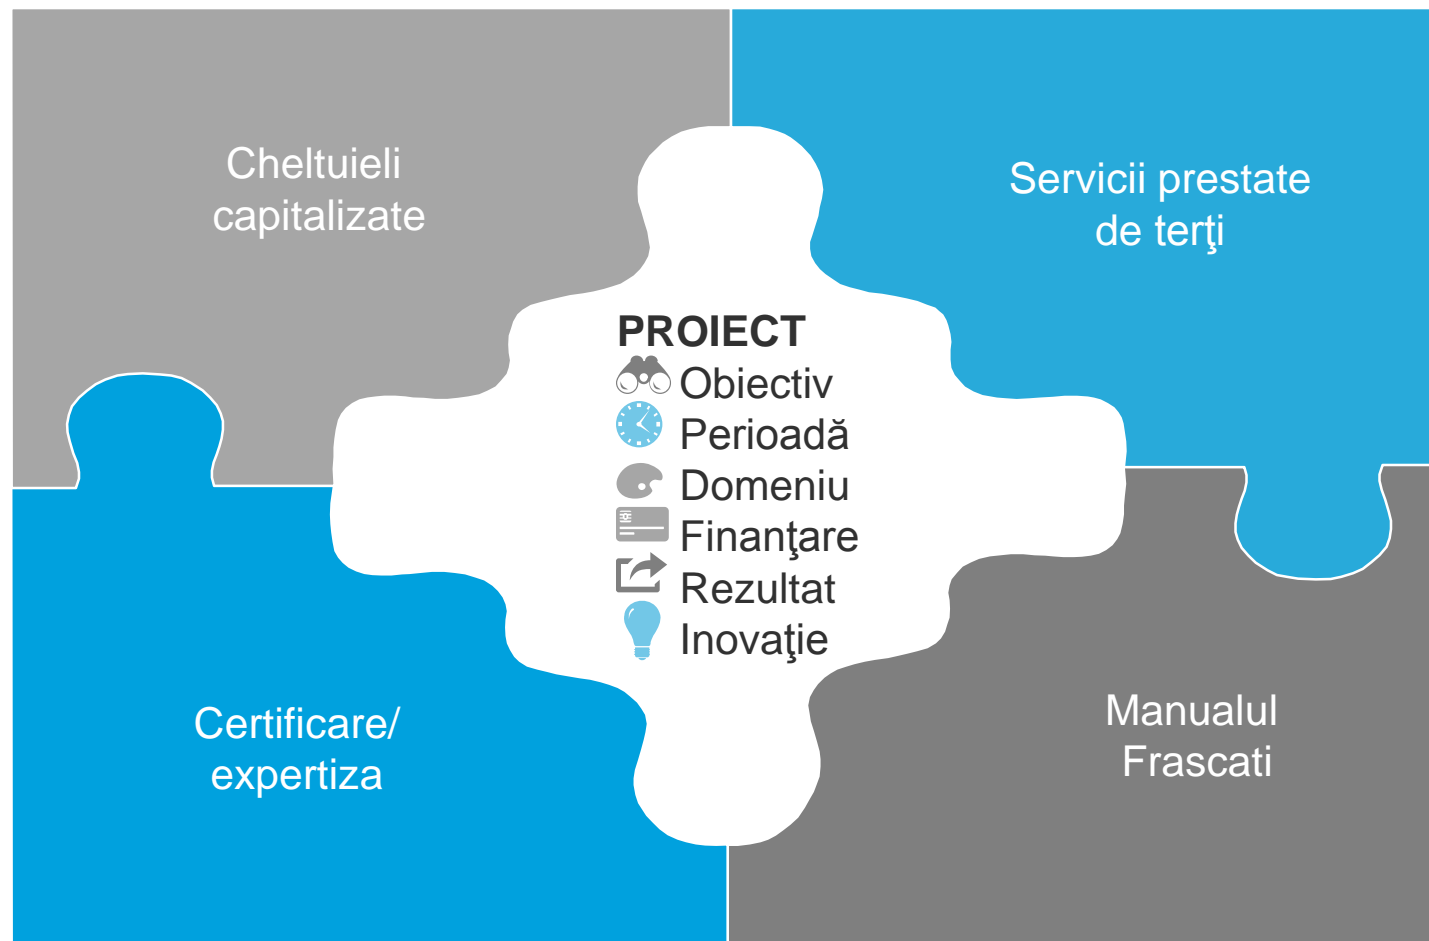 Cheltuieli
capitalizate
Servicii prestate
de terţi
PROIECT
Obiectiv
Perioadă
Domeniu
Finanţare
Rezultat
Inovaţie
Certificare/
expertiza
Manualul
Frascati